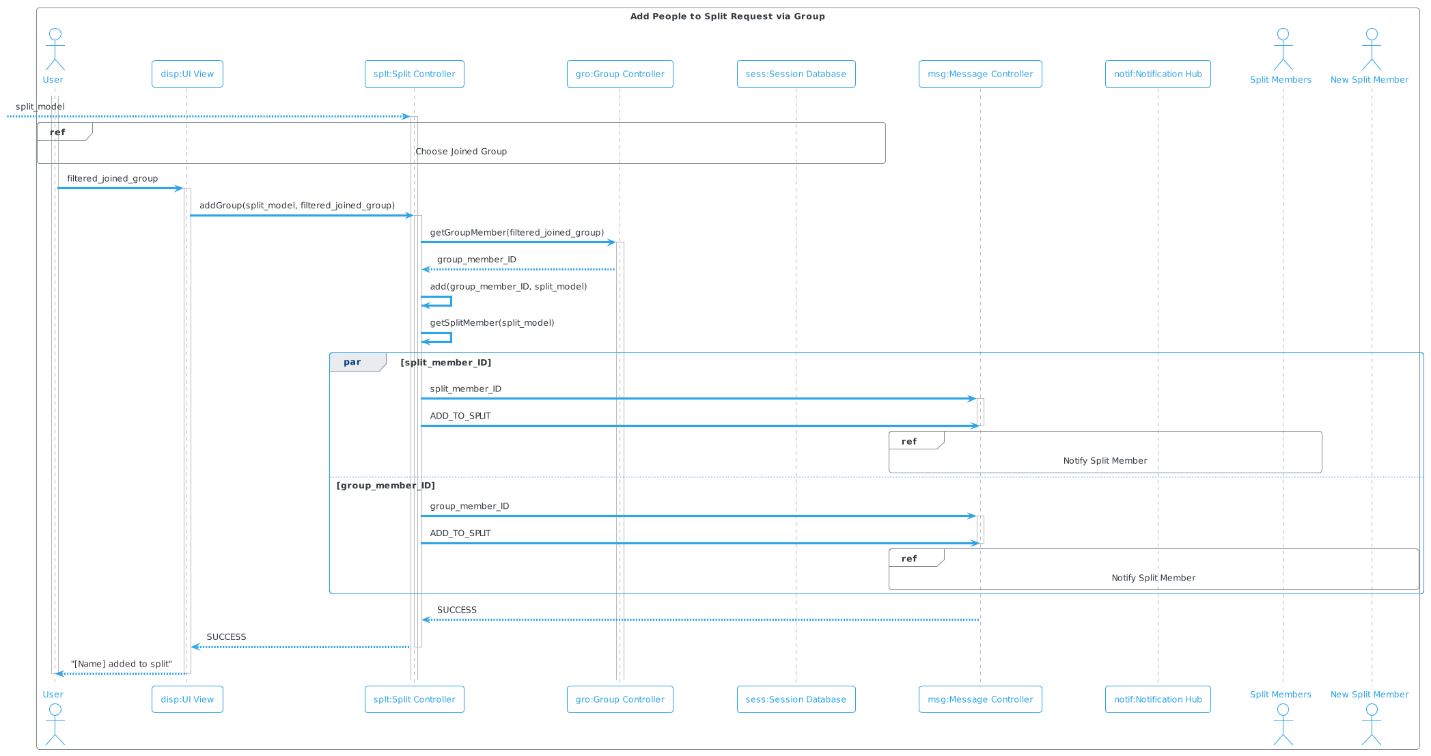 Add People to Split Request via Group
User
disp:UI View
splt:Split Controller
gro:Group Controller
sess:Session Database
msg:Message Controller
notif:Notification Hub
Split Members
New Split Member
split_model
ref
Choose Joined Group
filtered_joined_group
addGroup(split_model, filtered_joined_group)
getGroupMember(filtered_joined_group)
group_member_ID
add(group_member_ID, split_model)
getSplitMember(split_model)
par [split_member_ID]
split_member_ID
ADD_TO_SPLIT
ref
Notify Split Member
[group_member_ID]
group_member_ID
ADD_TO_SPLIT
ref
Notify Split Member
SUCCESS
SUCCESS
"[Name] added to split"
User
disp:UI View
splt:Split Controller
gro:Group Controller
sess:Session Database
msg:Message Controller
notif:Notification Hub
Split Members
New Split Member